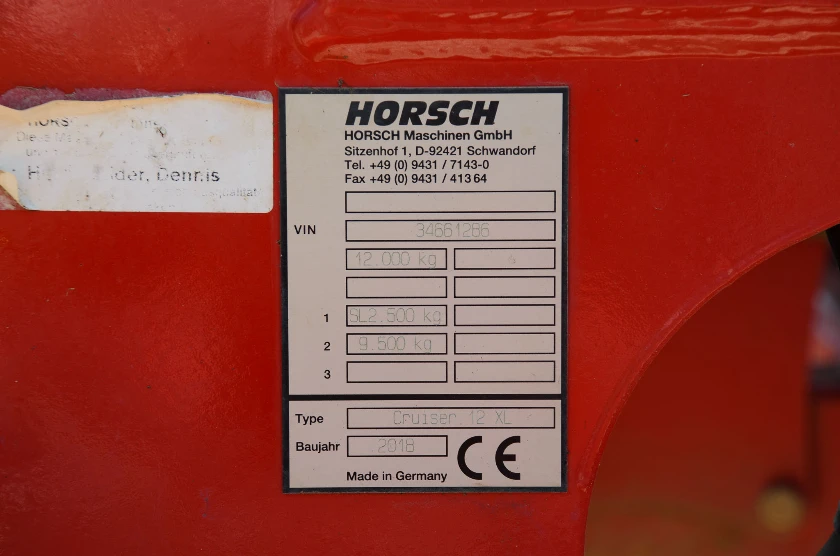 Dennis
HORSCH
HORSCH Maschinen GmbH
Sitzenhof 1, D-92421 Schwandorf
Tel. +49 (0) 9431 / 7143-0
Fax +49 (0) 9431 / 413 64
VIN 34661286
12.000 kg
1 SL2.500 kg
2 9.500 kg
3
Type Cruiser 12 XL
Baujahr 2018 CE
Made in Germany